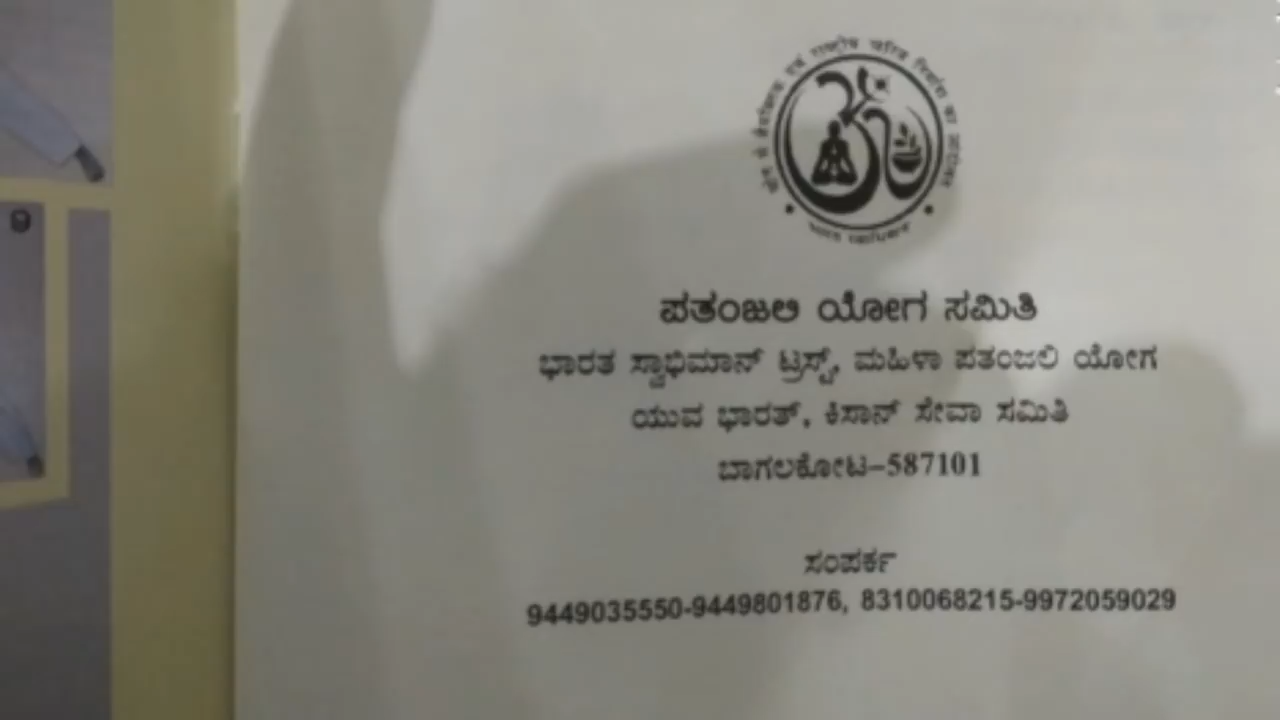 ಪತಂಜಲಿ ಯೋಗ ಸಮಿತಿ
ಭಾರತ ಸ್ವಾಭಿಮಾನ್ ಟ್ರಸ್ಟ್, ಮಹಿಳಾ ಪತಂಜಲಿ ಯೋಗ
ಯುವ ಭಾರತ್, ಕಿಸಾನ್ ಸೇವಾ ಸಮಿತಿ
ಬಾಗಲಕೋಟ-587101
ಸಂಪರ್ಕ
9449035550-9449801876, 8310068215-9972059029